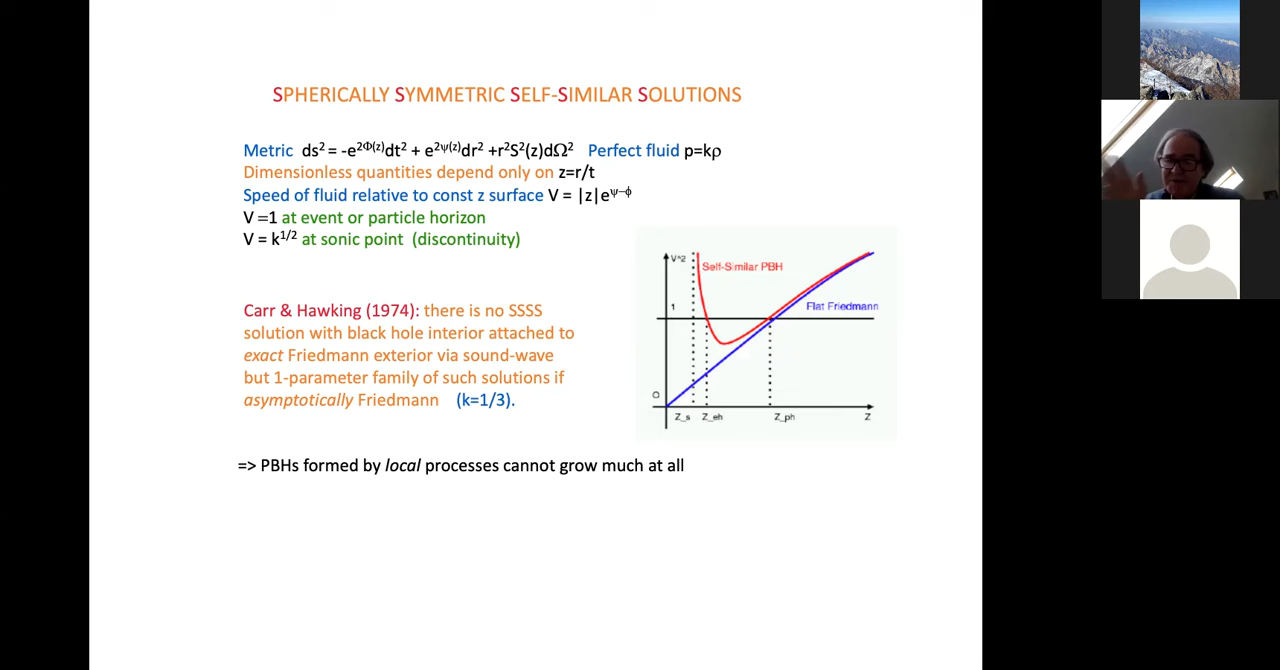 SPHERICALLY SYMMETRIC SELF-SIMILAR SOLUTIONS
Metric ds² = -e²Φ⁽ᶻ⁾dt² + e²ψ⁽ᶻ⁾dr² +r²S²(z)dΩ² Perfect fluid p=kρ
Dimensionless quantities depend only on z=r/t
Speed of fluid relative to const z surface V = |z|eψ−ϕ
V =1 at event or particle horizon
V = k¹/² at sonic point (discontinuity)
Carr & Hawking (1974): there is no SSSS
solution with black hole interior attached to
exact Friedmann exterior via sound-wave
but 1-parameter family of such solutions if
asymptotically Friedmann (k=1/3).
V^2
Self-Similar PBH
1
Flat Friedmann
O
Z_s Z_eh Z_ph Z
=> PBHs formed by local processes cannot grow much at all